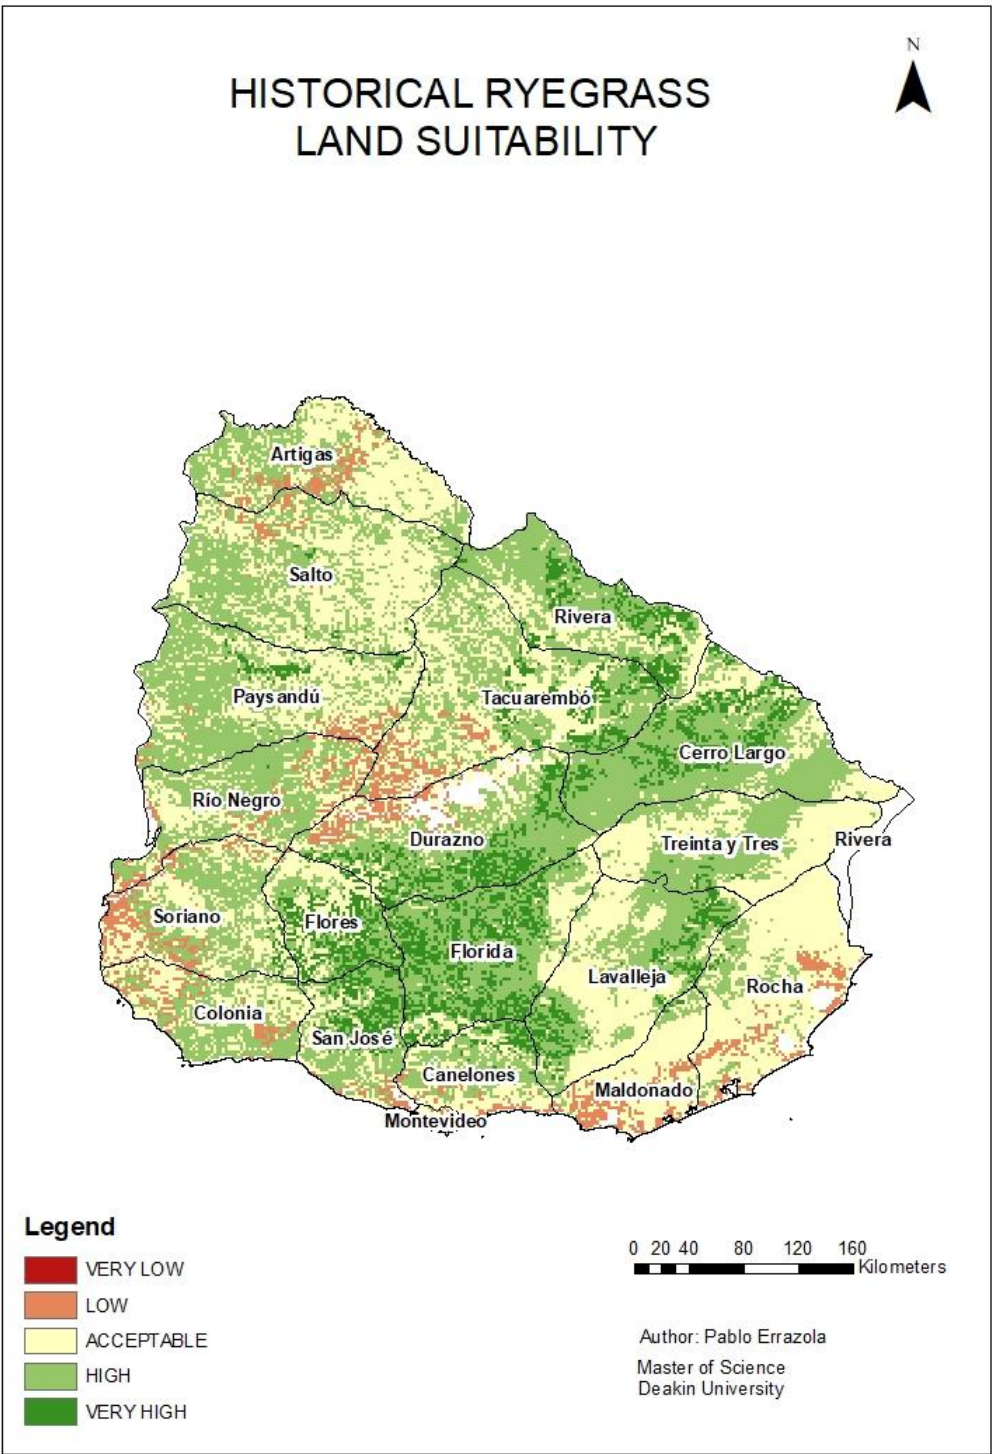 N
HISTORICAL RYEGRASS
LAND SUITABILITY
Artigas
Salto
Rivera
Paysandú
Tacuarembó
Cerro Largo
Río Negro
Durazno
Treinta y Tres
Rivera
Soriano
Flores
Florida
Lavalleja
Rocha
Colonia
San José
Canelones
Maldonado
Montevideo
Legend
VERY LOW
LOW
ACCEPTABLE
HIGH
VERY HIGH
0 20 40 80 120 160
Kilometers
Author: Pablo Errazola
Master of Science
Deakin University